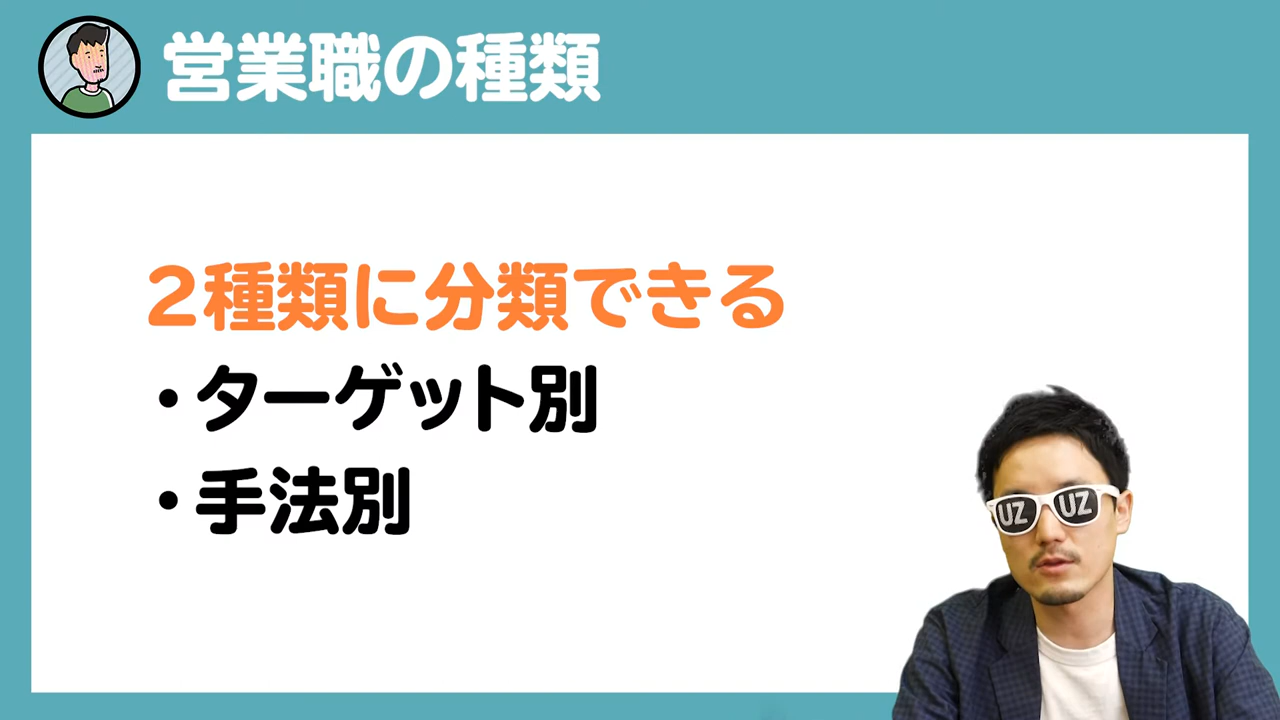 営業職の種類
2種類に分類できる
・ターゲット別
・手法別
UZ UZ